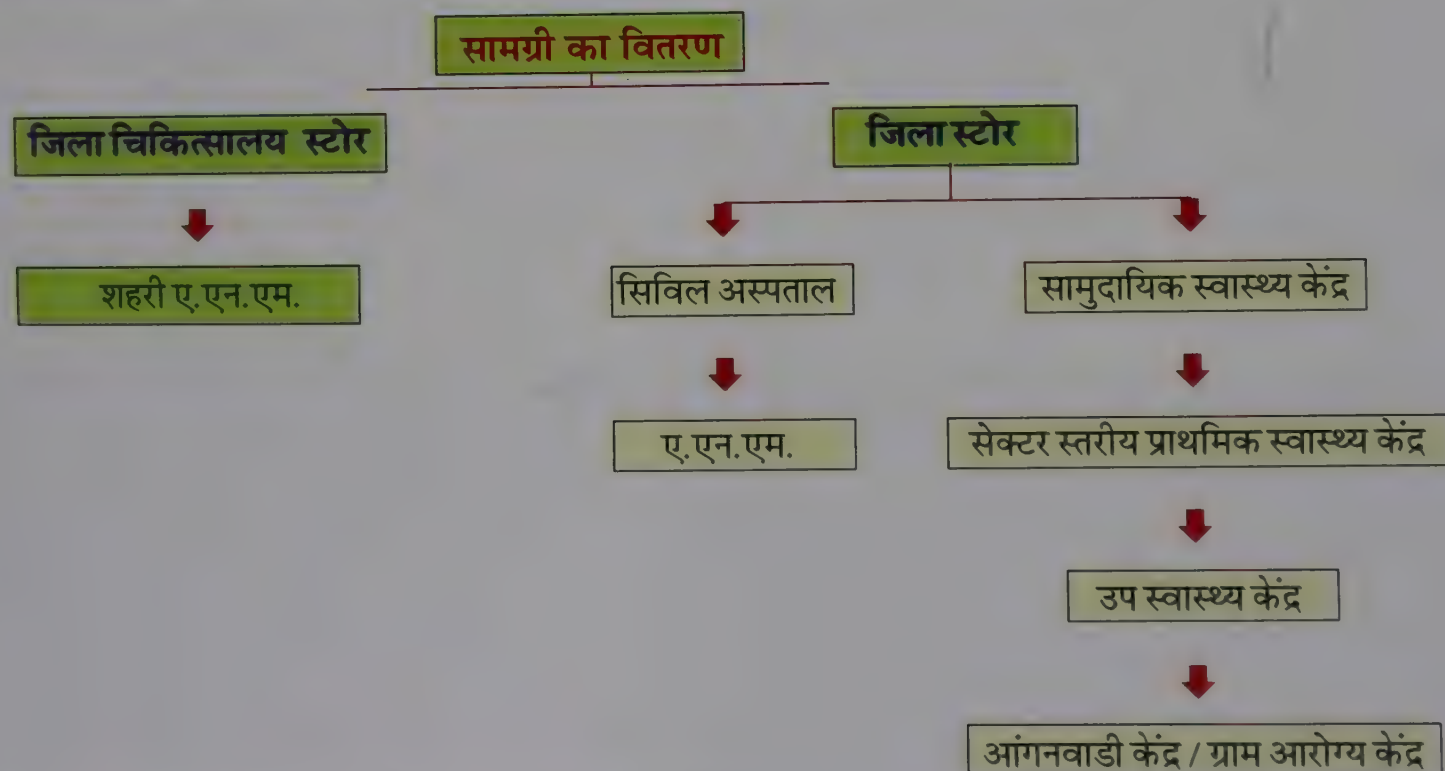 सामग्री का वितरण
जिला चिकित्सालय स्टोर
जिला स्टोर
शहरी ए.एन.एम.
सिविल अस्पताल
सामुदायिक स्वास्थ्य केंद्र
ए.एन.एम.
सेक्टर स्तरीय प्राथमिक स्वास्थ्य केंद्र
उप स्वास्थ्य केंद्र
आंगनवाडी केंद्र / ग्राम आरोग्य केंद्र